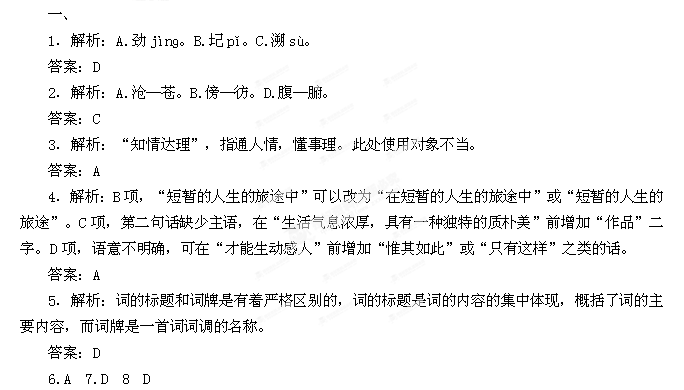 一、
1. 解析：A.劲 jìng。B.圮 pǐ。C.溯 sù。
答案：D
2. 解析：A.沧—苍。B.傍—彷。D.腹—腑。
答案：C
3. 解析：“知情达理”，指通人情，懂事理。此处使用对象不当。
答案：A
4. 解析：B项，“短暂的人生的旅途中”可以改为“在短暂的人生的旅途中”或“短暂的人生的
旅途”。C项，第二句话缺少主语，在“生活气息浓厚，具有一种独特的质朴美”前增加“作品”二
字。D项，语意不明确，可在“才能生动感人”前增加“惟其如此”或“只有这样”之类的话。
答案：A
5. 解析：词的标题和词牌是有着严格区别的，词的标题是词的内容的集中体现，概括了词的主
要内容，而词牌是一首词词调的名称。
答案：D
6.A 7.D 8 D